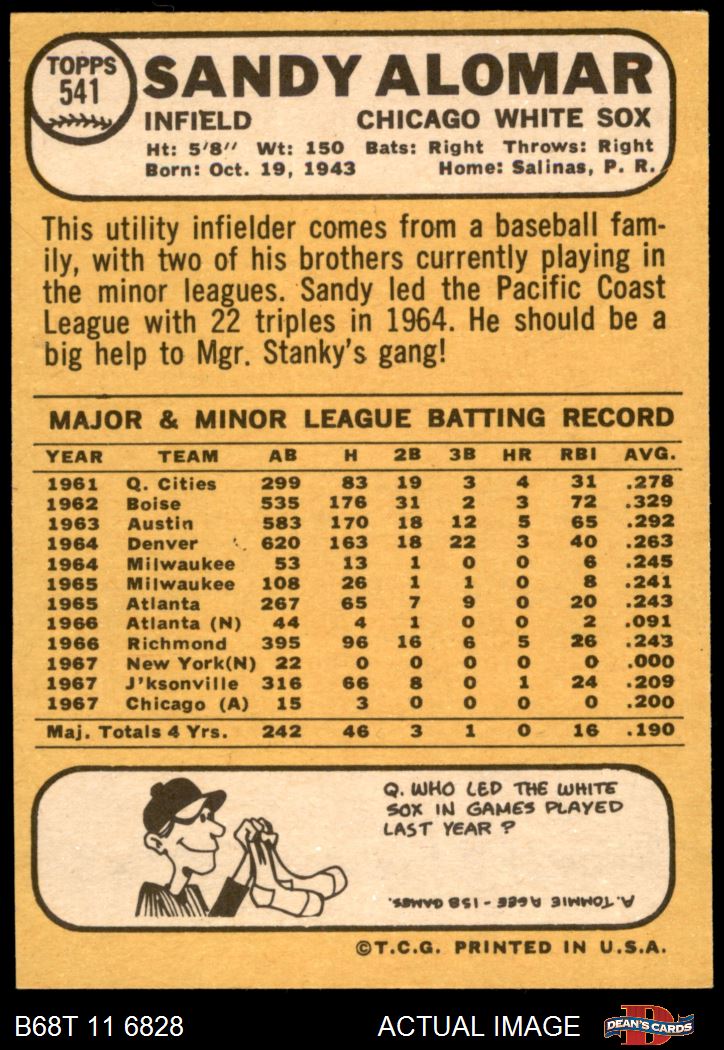 TOPPS
541
SANDY ALOMAR
INFIELD CHICAGO WHITE SOX
Ht: 5'8" Wt: 150 Bats: Right Throws: Right
Born: Oct. 19, 1943 Home: Salinas, P. R.
This utility infielder comes from a baseball fam-
ily, with two of his brothers currently playing in
the minor leagues. Sandy led the Pacific Coast
League with 22 triples in 1964. He should be a
big help to Mgr. Stanky's gang!
MAJOR & MINOR LEAGUE BATTING RECORD
YEAR TEAM AB H 2B 3B HR RBI AVG.
1961 Q. Cities 299 83 19 3 4 31 .278
1962 Boise 535 176 31 2 3 72 .329
1963 Austin 583 170 18 12 5 65 .292
1964 Denver 620 163 18 22 3 40 .263
1964 Milwaukee 53 13 1 0 0 6 .245
1965 Milwaukee 108 26 1 1 0 8 .241
1965 Atlanta 267 65 7 9 0 20 .243
1966 Atlanta (N) 44 4 1 0 0 2 .091
1966 Richmond 395 96 16 6 5 26 .243
1967 New York(N) 22 0 0 0 0 0 .000
1967 J'ksonville 316 66 8 0 1 24 .209
1967 Chicago (A) 15 3 0 0 0 0 .200
Maj. Totals 4 Yrs. 242 46 3 1 0 16 .190
Q. WHO LED THE WHITE
SOX IN GAMES PLAYED
LAST YEAR ?
A. TOMMIE AGEE - 158 GAMES.
©T.C.G. PRINTED IN U.S.A.
B68T 11 6828 ACTUAL IMAGE
D
DEAN'S CARDS